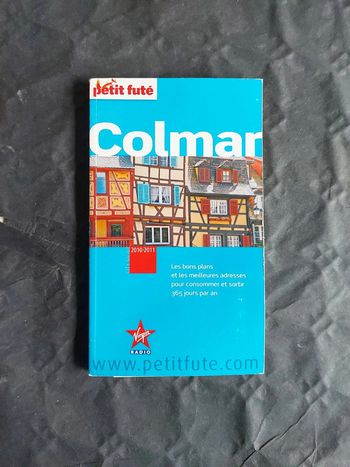 petit futé
Colmar
2010-2011
Les bons plans
et les meilleures adresses
pour consommer et sortir
365 jours par an
Virgin
RADIO
www.petitfute.com